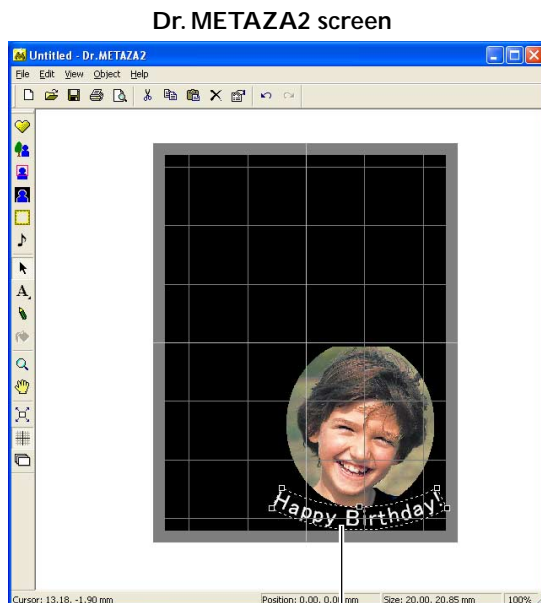 Dr. METAZA2 screen
Untitled - Dr.METAZA2
File Edit View Object Help
A
Happy Birthday!
Cursor: 13.18, -1.90 mm Position: 0.00, 0.00 mm Size: 20.00, 20.85 mm 100%